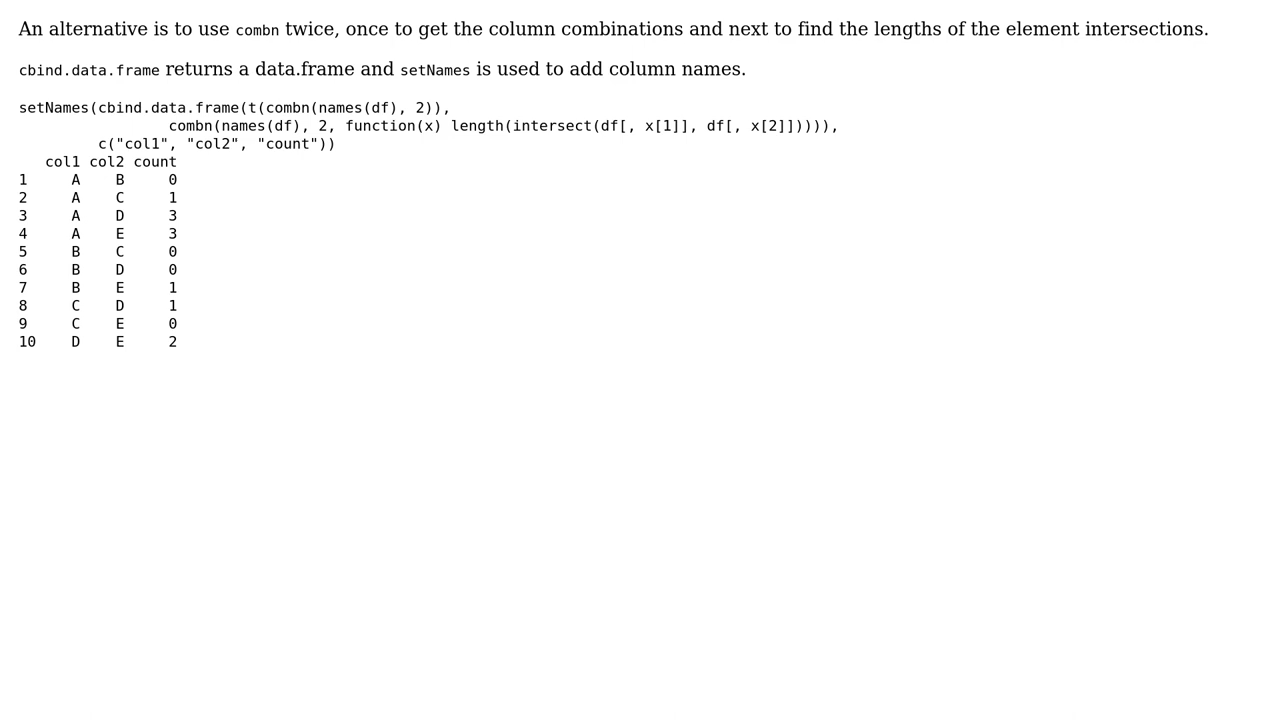 An alternative is to use combn twice, once to get the column combinations and next to find the lengths of the element intersections.
cbind.data.frame returns a data.frame and setNames is used to add column names.
setNames(cbind.data.frame(t(combn(names(df), 2)),
                 combn(names(df), 2, function(x) length(intersect(df[, x[1]], df[, x[2]])))),
         c("col1", "col2", "count"))
   col1 col2 count
1     A    B     0
2     A    C     1
3     A    D     3
4     A    E     3
5     B    C     0
6     B    D     0
7     B    E     1
8     C    D     1
9     C    E     0
10    D    E     2